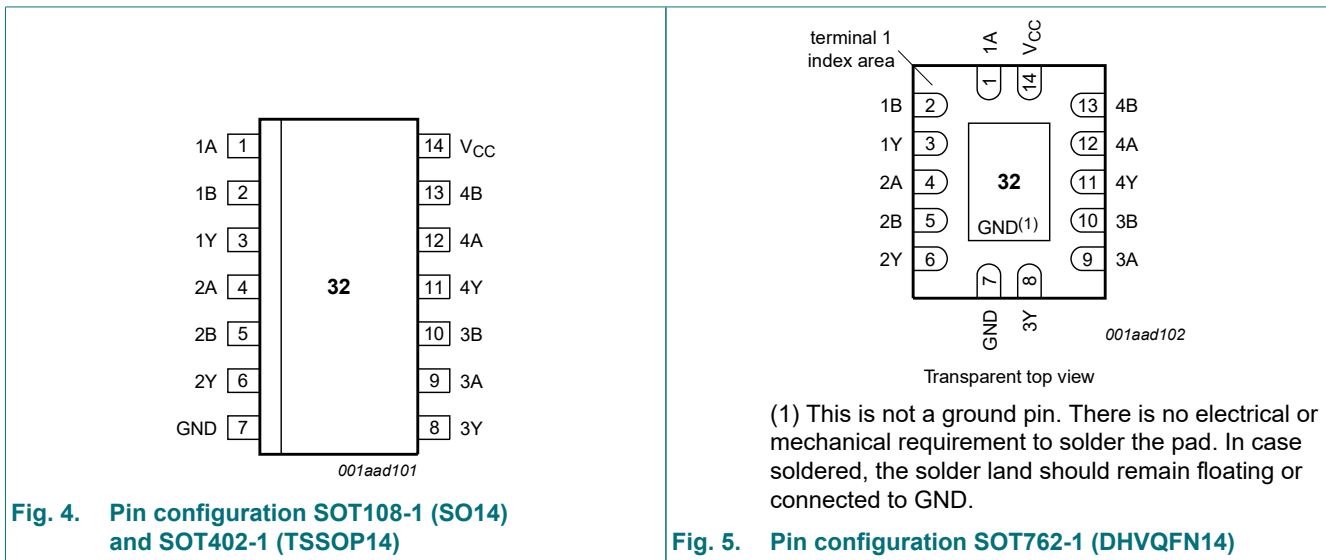 1A 1
1B 2
1Y 3
2A 4
2B 5
2Y 6
GND 7
32
14 VCC
13 4B
12 4A
11 4Y
10 3B
9 3A
8 3Y
001aad101
Fig. 4. Pin configuration SOT108-1 (SO14)
and SOT402-1 (TSSOP14)
terminal 1
index area
1A
VCC
1
14
1B 2
1Y 3
2A 4
2B 5
2Y 6
32
GND(1)
13 4B
12 4A
11 4Y
10 3B
9 3A
7
8
GND
3Y
001aad102
Transparent top view
(1) This is not a ground pin. There is no electrical or
mechanical requirement to solder the pad. In case
soldered, the solder land should remain floating or
connected to GND.
Fig. 5. Pin configuration SOT762-1 (DHVQFN14)